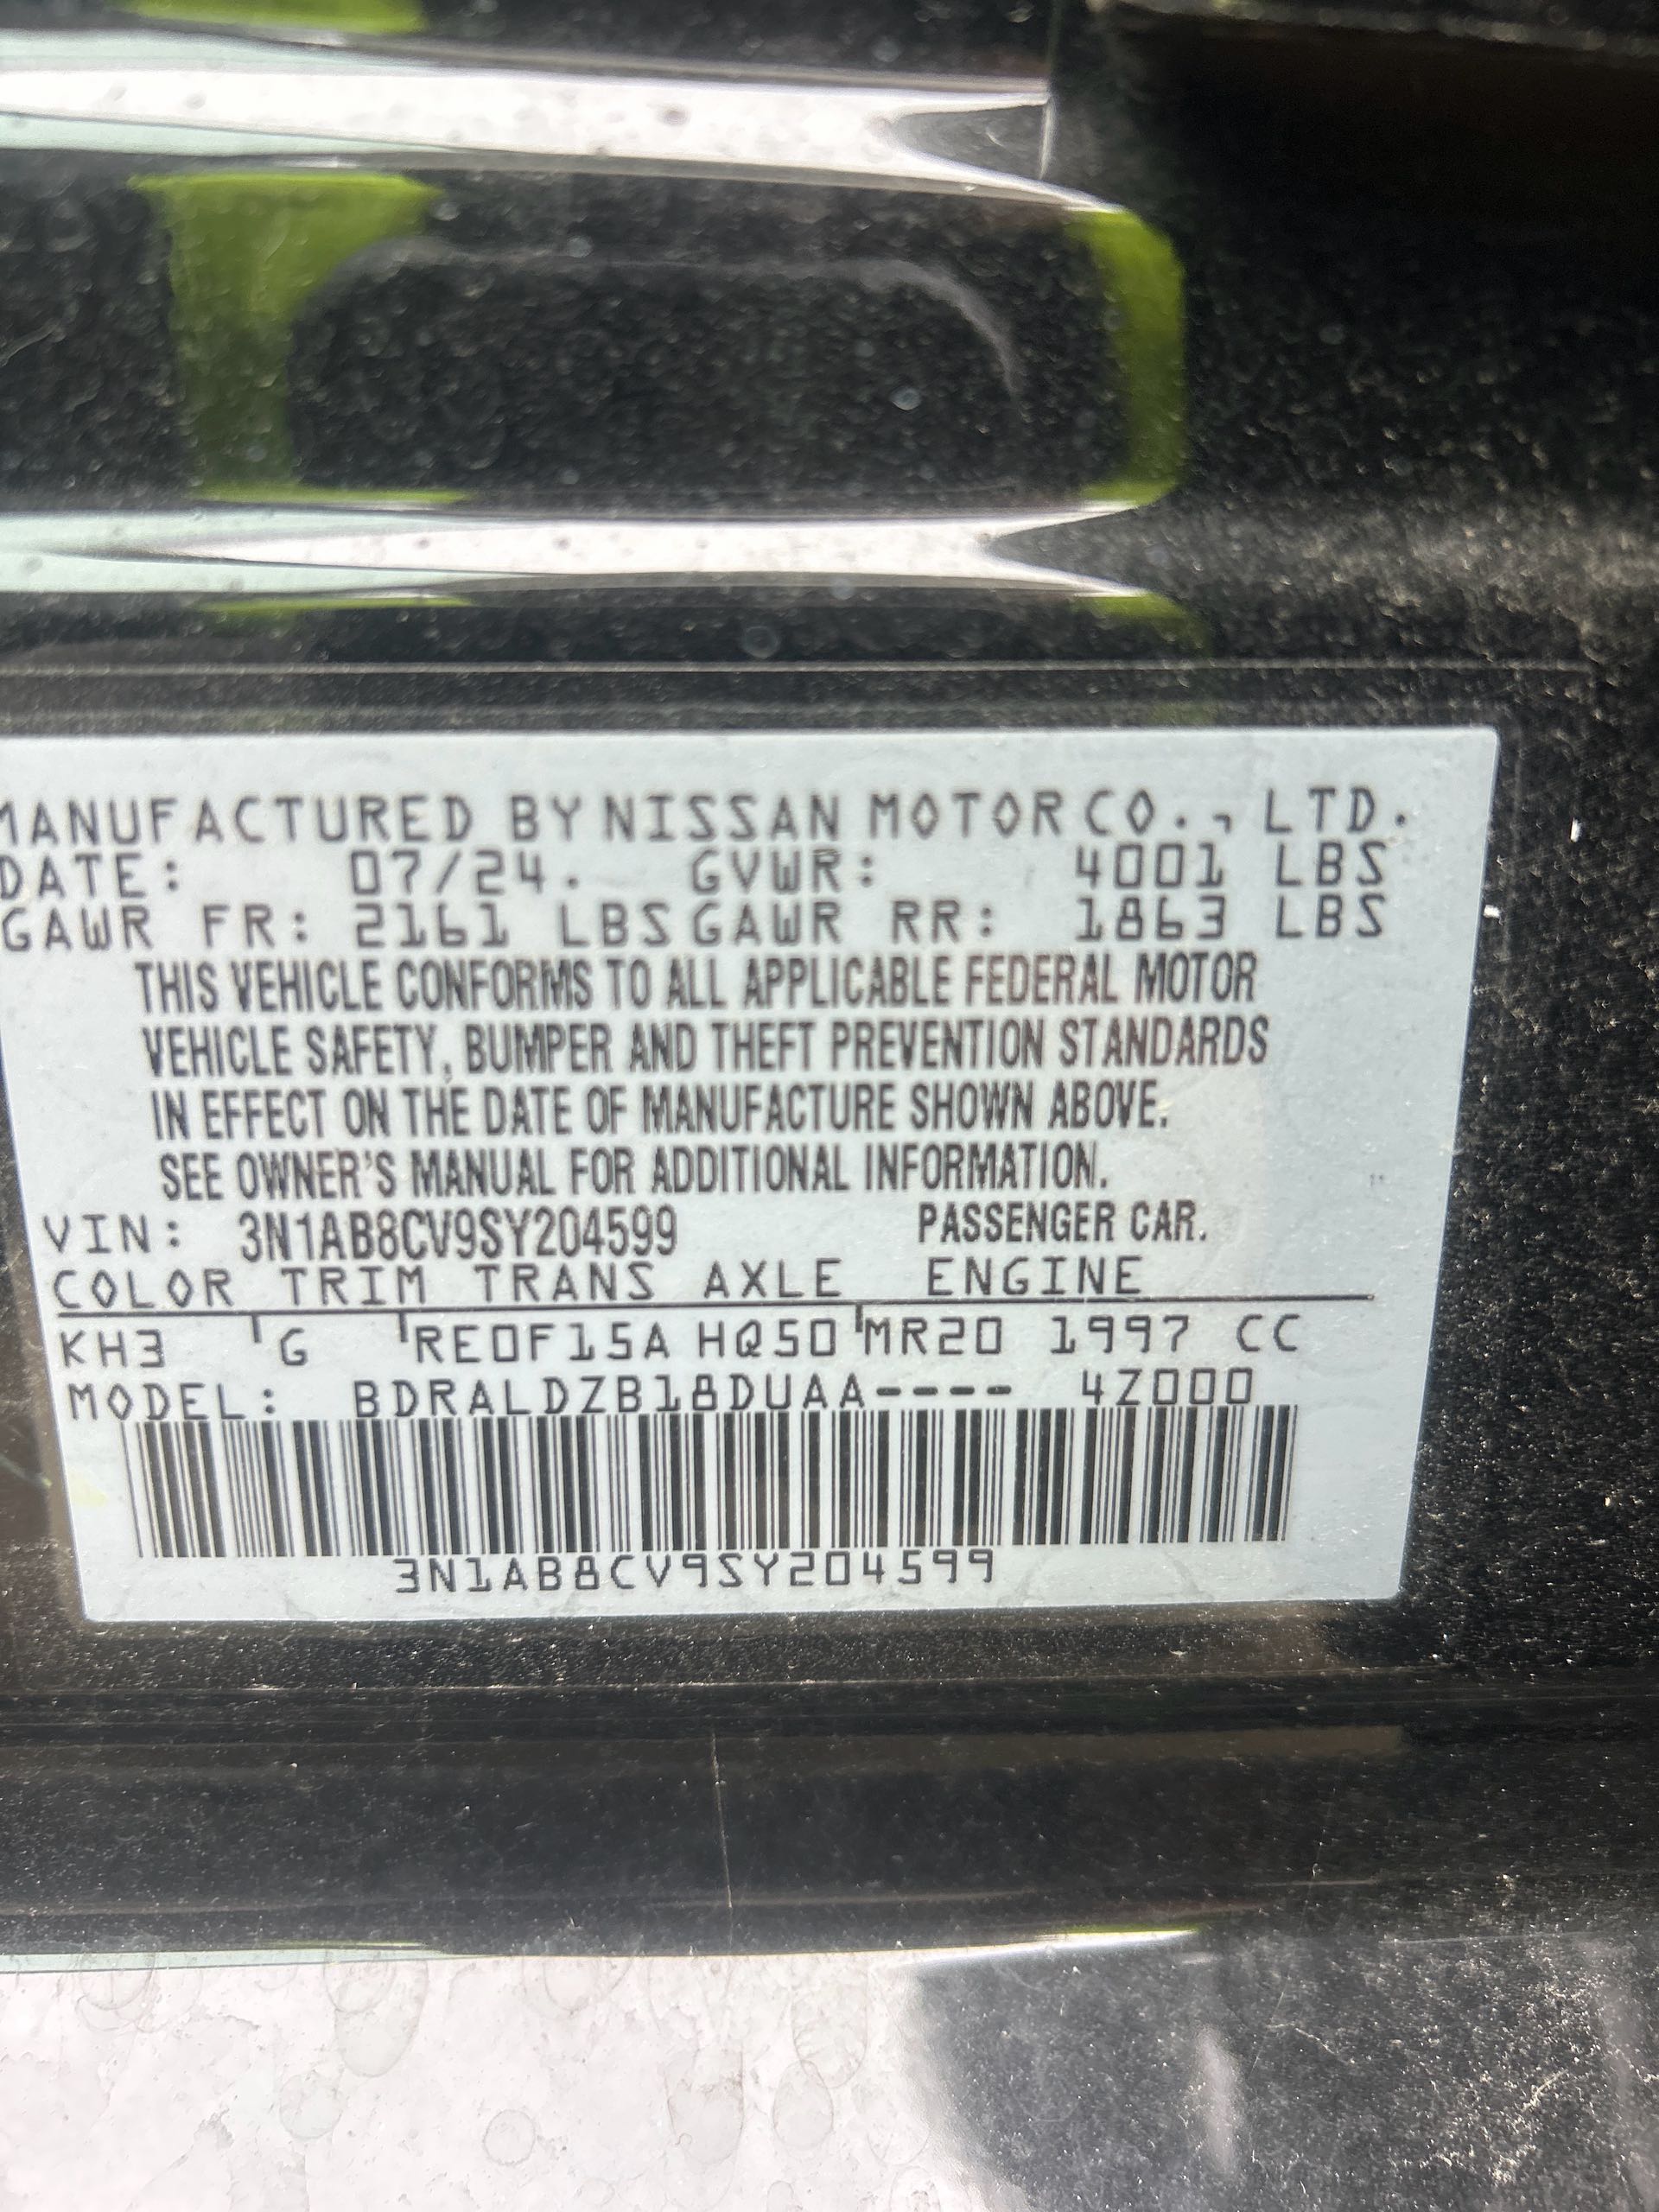 MANUFACTURED BY NISSAN MOTOR CO., LTD.
DATE: 07/24. GVWR: 4001 LBS
GAWR FR: 2161 LBS GAWR RR: 1863 LBS
THIS VEHICLE CONFORMS TO ALL APPLICABLE FEDERAL MOTOR
VEHICLE SAFETY, BUMPER AND THEFT PREVENTION STANDARDS
IN EFFECT ON THE DATE OF MANUFACTURE SHOWN ABOVE.
SEE OWNER'S MANUAL FOR ADDITIONAL INFORMATION.
VIN: 3N1AB8CV9SY204599 PASSENGER CAR.
COLOR TRIM TRANS AXLE ENGINE
KH3 G RE0F15A HQ50 MR20 1997 CC
MODEL: BDRALDZB18DUAA---- 4Z000
3N1AB8CV9SY204599